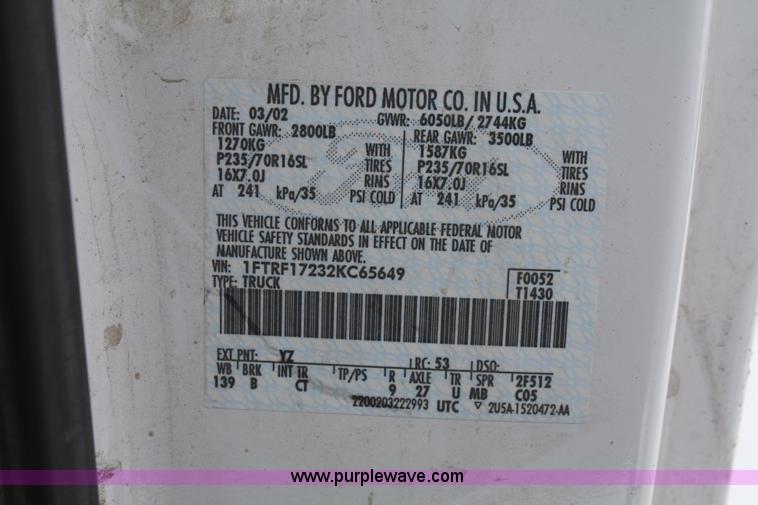 MFD. BY FORD MOTOR CO. IN U.S.A.
DATE: 03/02 GVWR: 6050LB/ 2744KG
FRONT GAWR: 2800LB REAR GAWR: 3500LB
1270KG WITH 1587KG WITH
P235/70R16SL TIRES P235/70R16SL TIRES
16X7.0J RINS 16X7.0J RINS
AT 241 kPa/35 PSI COLD AT 241 kPa/35 PSI COLD
THIS VEHICLE CONFORMS TO ALL APPLICABLE FEDERAL MOTOR
VEHICLE SAFETY STANDARDS IN EFFECT ON THE DATE OF
MANUFACTURE SHOWN ABOVE.
VIN: 1FTRF17232KC65649 F0052
TYPE: TRUCK T1430
EXT PNT: YZ RC: 53 DSO:
WB BRK INT TR TP/PS R AXLE TR SPR 2F512
139 B CT 9 27 U MB C05
2200203222993 UTC ▽ 2U5A-1520472-AA
www.purplewave.com